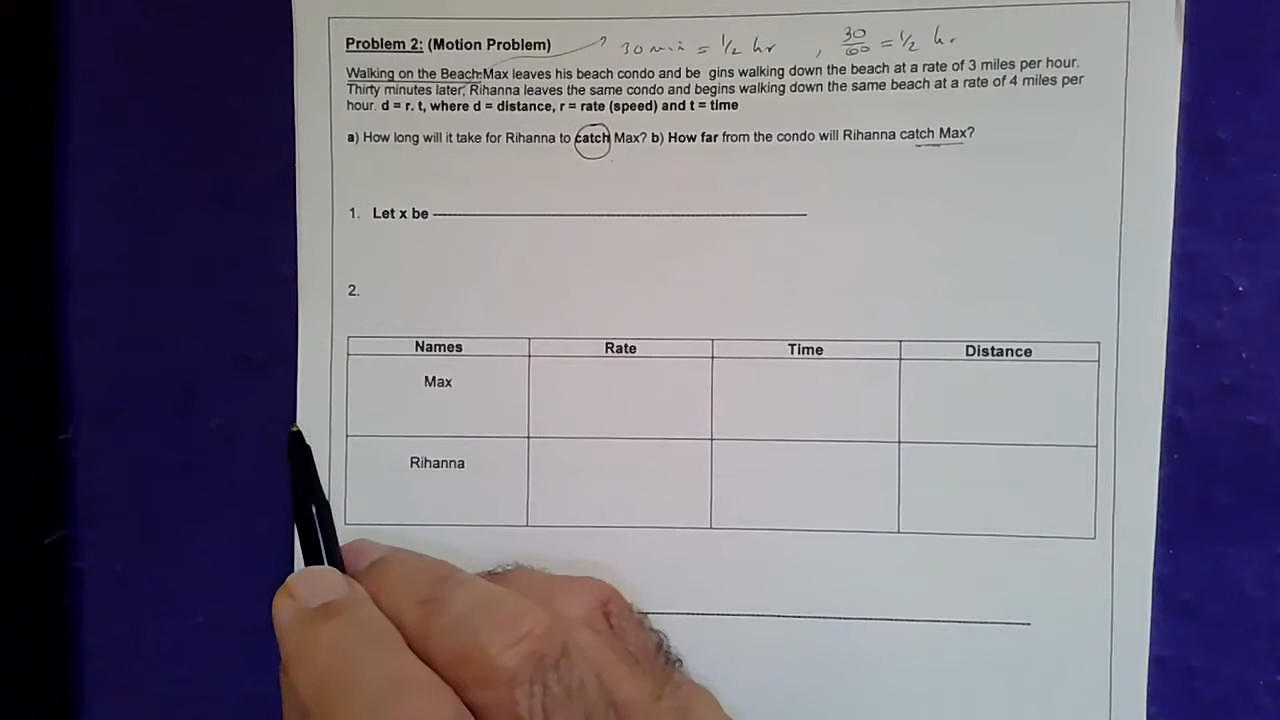 Problem 2: (Motion Problem) 30 min = 1/2 hr , 30/60 = 1/2 hr
Walking on the Beach:Max leaves his beach condo and be gins walking down the beach at a rate of 3 miles per hour.
Thirty minutes later, Rihanna leaves the same condo and begins walking down the same beach at a rate of 4 miles per
hour. d = r. t, where d = distance, r = rate (speed) and t = time
a) How long will it take for Rihanna to catch Max? b) How far from the condo will Rihanna catch Max?
1. Let x be
2.
Names Rate Time Distance
Max
Rihanna